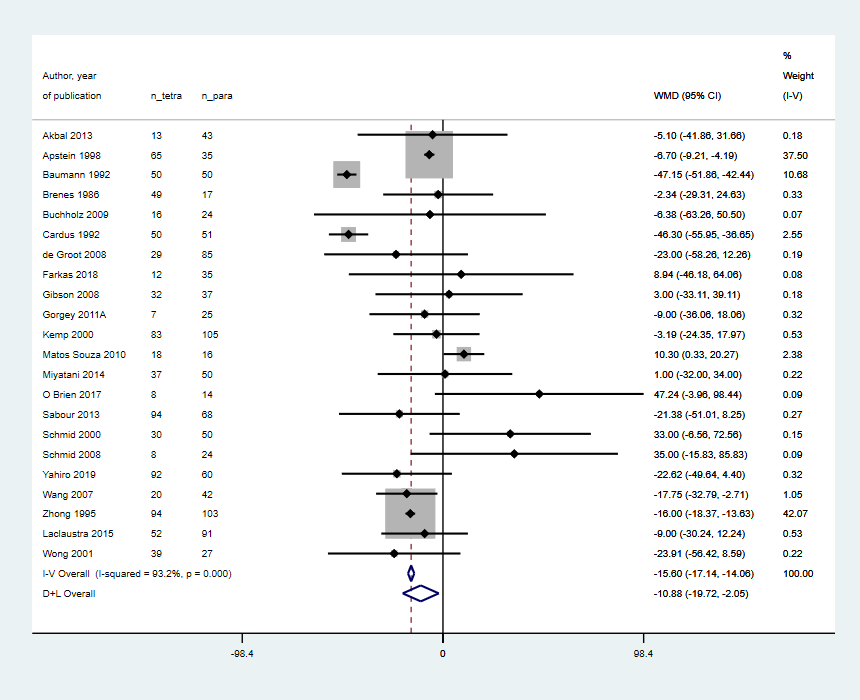 %
Author, year Weight
of publication n_tetra n_para WMD (95% CI) (I-V)
Akbal 2013 13 43 -5.10 (-41.86, 31.66) 0.18
Apstein 1998 65 35 -6.70 (-9.21, -4.19) 37.50
Baumann 1992 50 50 -47.15 (-51.86, -42.44) 10.68
Brenes 1986 49 17 -2.34 (-29.31, 24.63) 0.33
Buchholz 2009 16 24 -6.38 (-63.26, 50.50) 0.07
Cardus 1992 50 51 -46.30 (-55.95, -36.65) 2.55
de Groot 2008 29 85 -23.00 (-58.26, 12.26) 0.19
Farkas 2018 12 35 8.94 (-46.18, 64.06) 0.08
Gibson 2008 32 37 3.00 (-33.11, 39.11) 0.18
Gorgey 2011A 7 25 -9.00 (-36.06, 18.06) 0.32
Kemp 2000 83 105 -3.19 (-24.35, 17.97) 0.53
Matos Souza 2010 18 16 10.30 (0.33, 20.27) 2.38
Miyatani 2014 37 50 1.00 (-32.00, 34.00) 0.22
O Brien 2017 8 14 47.24 (-3.96, 98.44) 0.09
Sabour 2013 94 68 -21.38 (-51.01, 8.25) 0.27
Schmid 2000 30 50 33.00 (-6.56, 72.56) 0.15
Schmid 2008 8 24 35.00 (-15.83, 85.83) 0.09
Yahiro 2019 92 60 -22.62 (-49.64, 4.40) 0.32
Wang 2007 20 42 -17.75 (-32.79, -2.71) 1.05
Zhong 1995 94 103 -16.00 (-18.37, -13.63) 42.07
Laclaustra 2015 52 91 -9.00 (-30.24, 12.24) 0.53
Wong 2001 39 27 -23.91 (-56.42, 8.59) 0.22
I-V Overall (I-squared = 93.2%, p = 0.000) -15.60 (-17.14, -14.06) 100.00
D+L Overall -10.88 (-19.72, -2.05)
-98.4 0 98.4